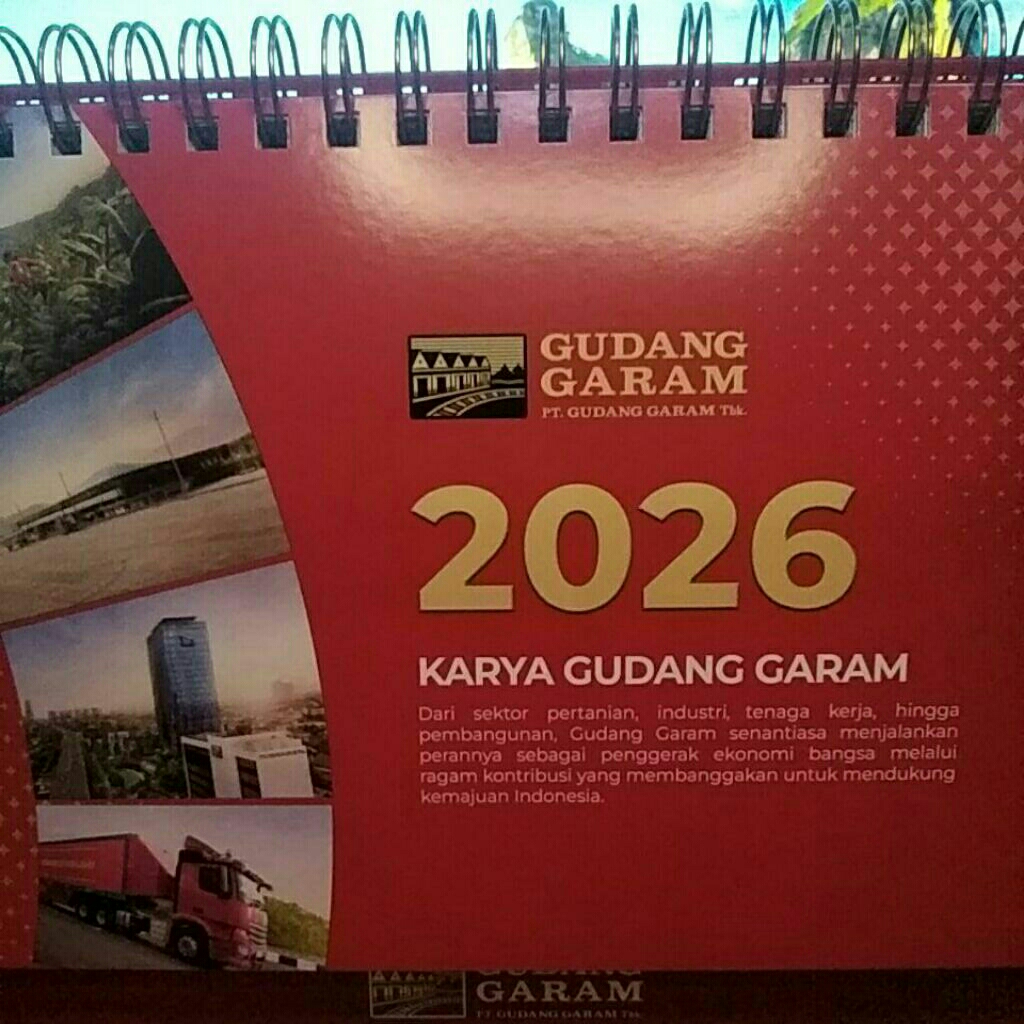 GUDANG
GARAM
PT. GUDANG GARAM Tbk.
2026
KARYA GUDANG GARAM
Dari sektor pertanian, industri, tenaga kerja, hingga
pembangunan, Gudang Garam senantiasa menjalankan
perannya sebagai penggerak ekonomi bangsa melalui
ragam kontribusi yang membanggakan untuk mendukung
kemajuan Indonesia.
GUDANG
GARAM
PT. GUDANG GARAM Tbk.